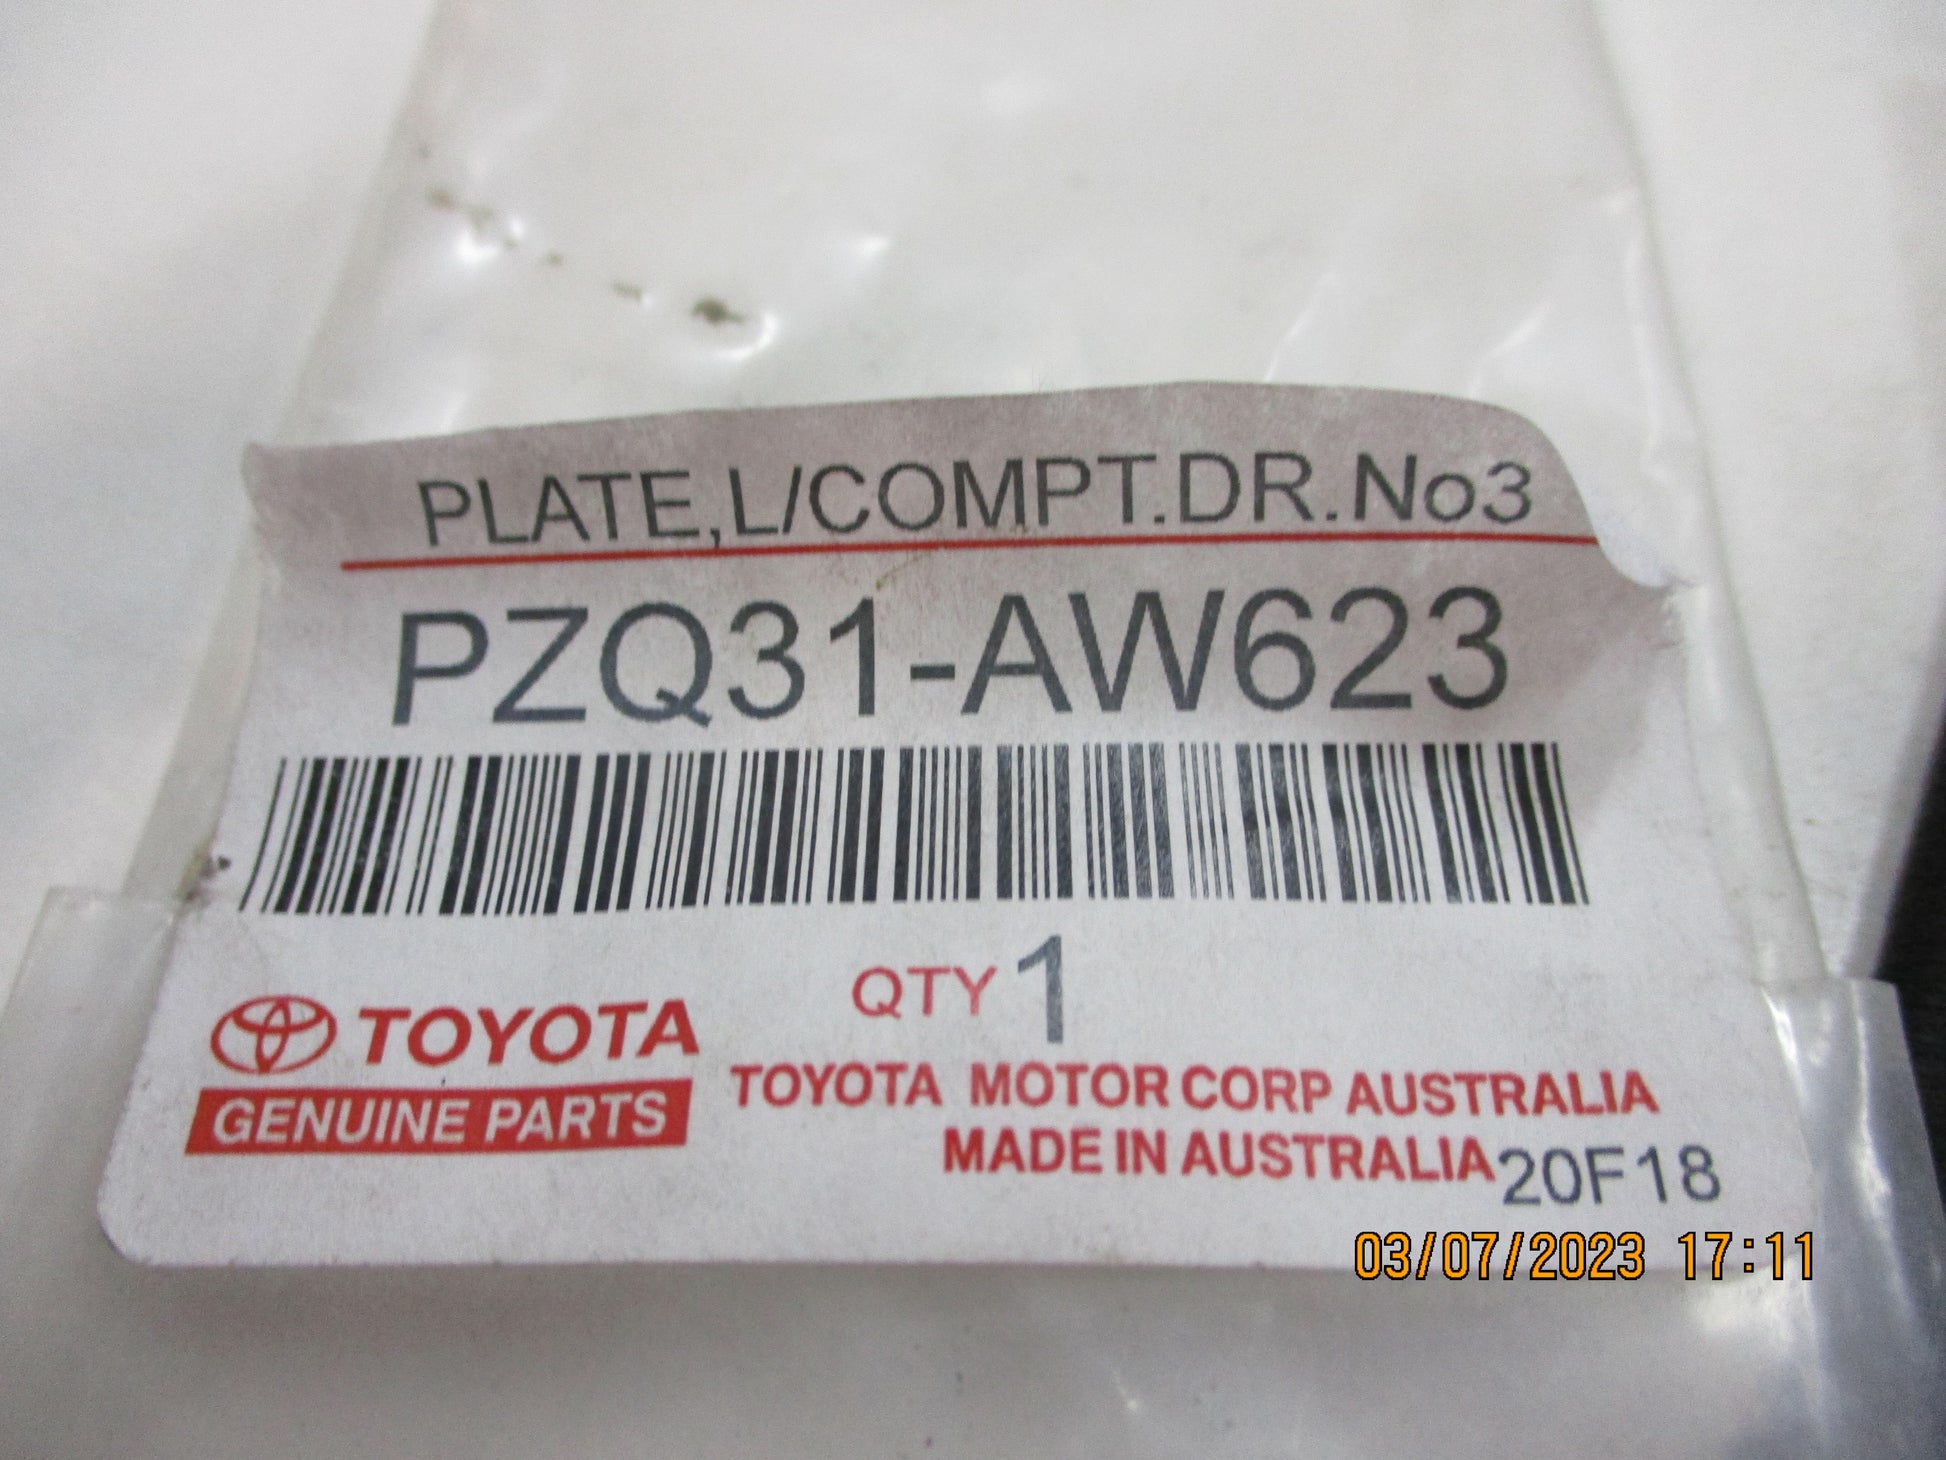 PLATE,L/COMPT.DR.No3
PZQ31-AW623
QTY 1
TOYOTA
GENUINE PARTS
TOYOTA MOTOR CORP AUSTRALIA
MADE IN AUSTRALIA 20F18
03/07/2023 17:11